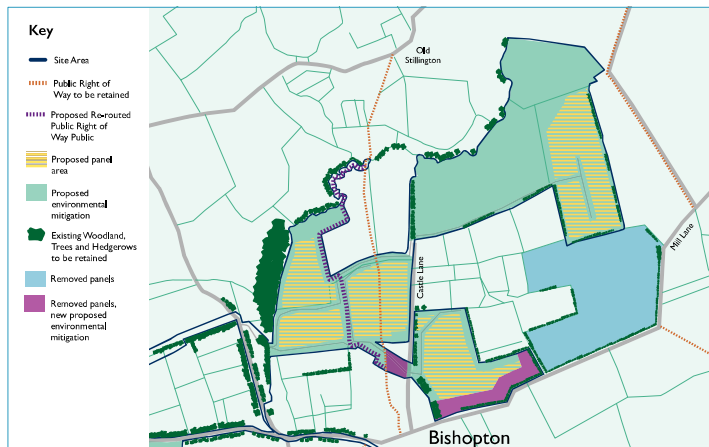 Key
Site Area
Public Right
of Way to be
retained
Proposed Re-routed
Public Right of
Way Public
Proposed panel
area
Proposed
environmental
mitigation
Existing Woodland,
Trees and Hedgerows
to be retained
Removed panels
Removed panels,
new proposed
environmental
mitigation
Old
Stillington
Castle Lane
Mill Lane
Bishopton